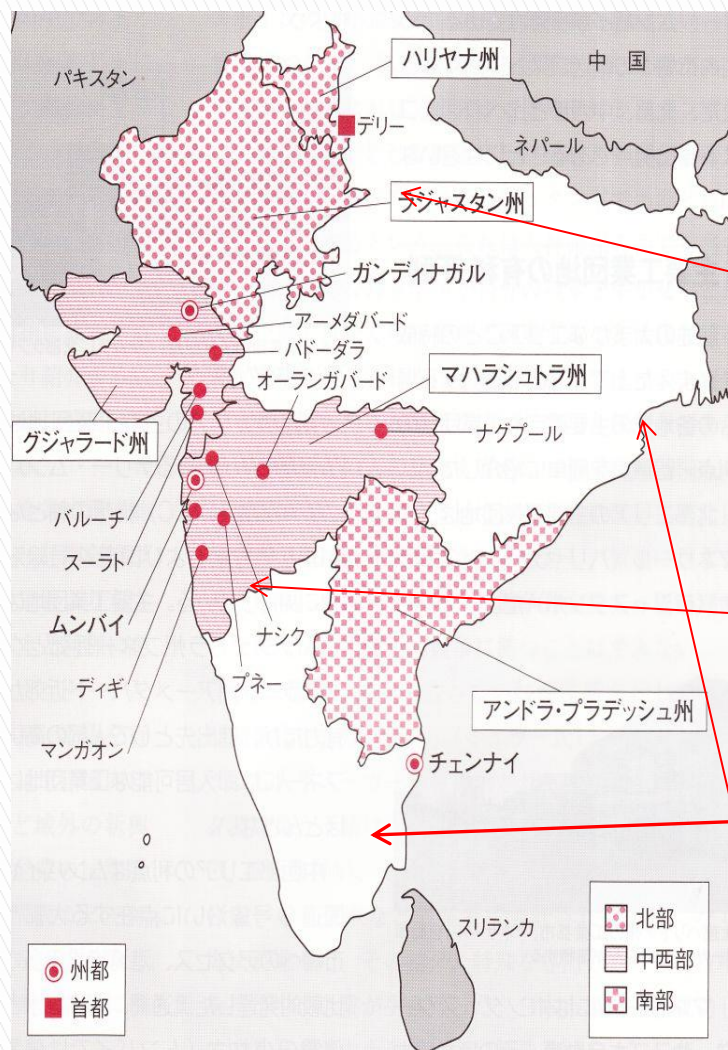 ハリヤナ州
中 国
パキスタン
デリー
ネパール
ラジャスタン州
ガンディナガル
アーメダバード
バドーダラ
オーランガバード
マハラシュトラ州
グジャラード州
ナグプール
バルーチ
スーラト
ムンバイ
ナシク
ディギ
プネー
アンドラ・プラデッシュ州
マンガオン
チェンナイ
スリランカ
北部
中西部
南部
州都
首都